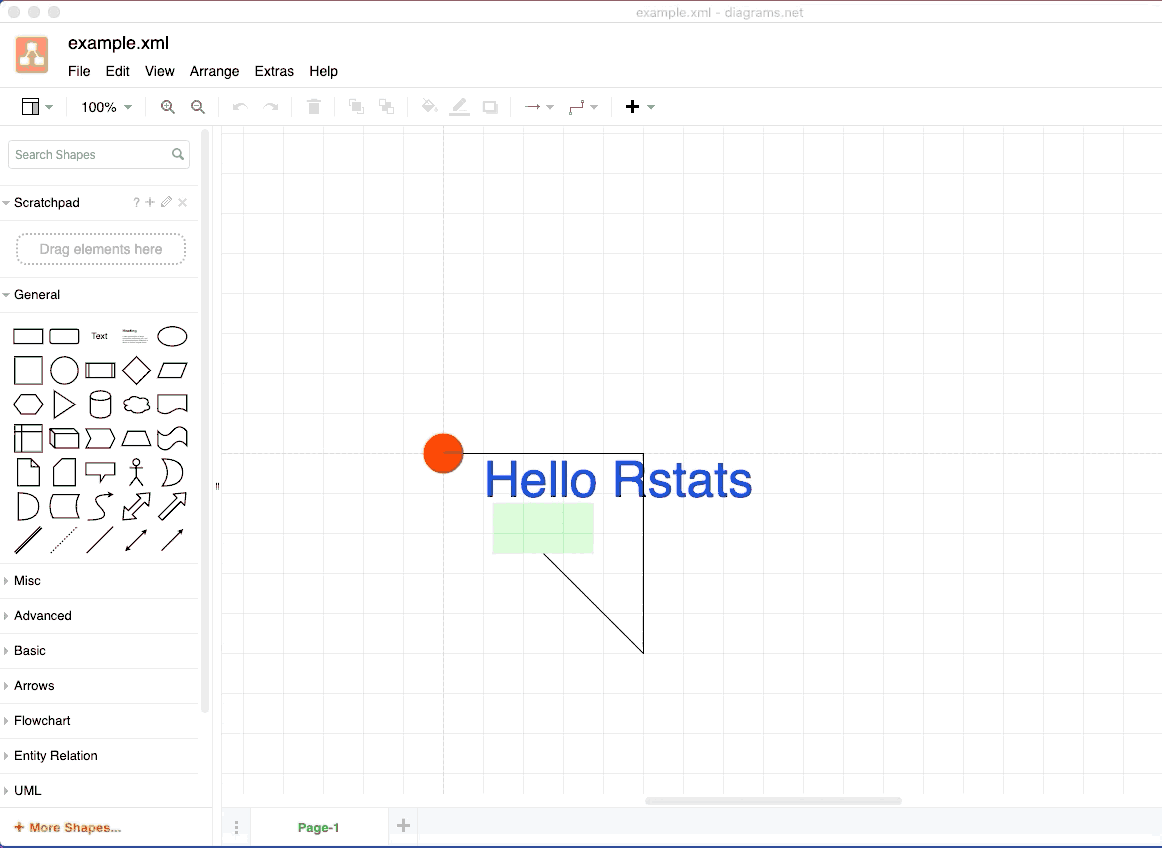 example.xml - diagrams.net
example.xml
File Edit View Arrange Extras Help
100%
Search Shapes
Scratchpad ? + ×
Drag elements here
General
Text
Heading
Misc
Advanced
Basic
Arrows
Flowchart
Entity Relation
UML
+ More Shapes...
Hello Rstats
Page-1